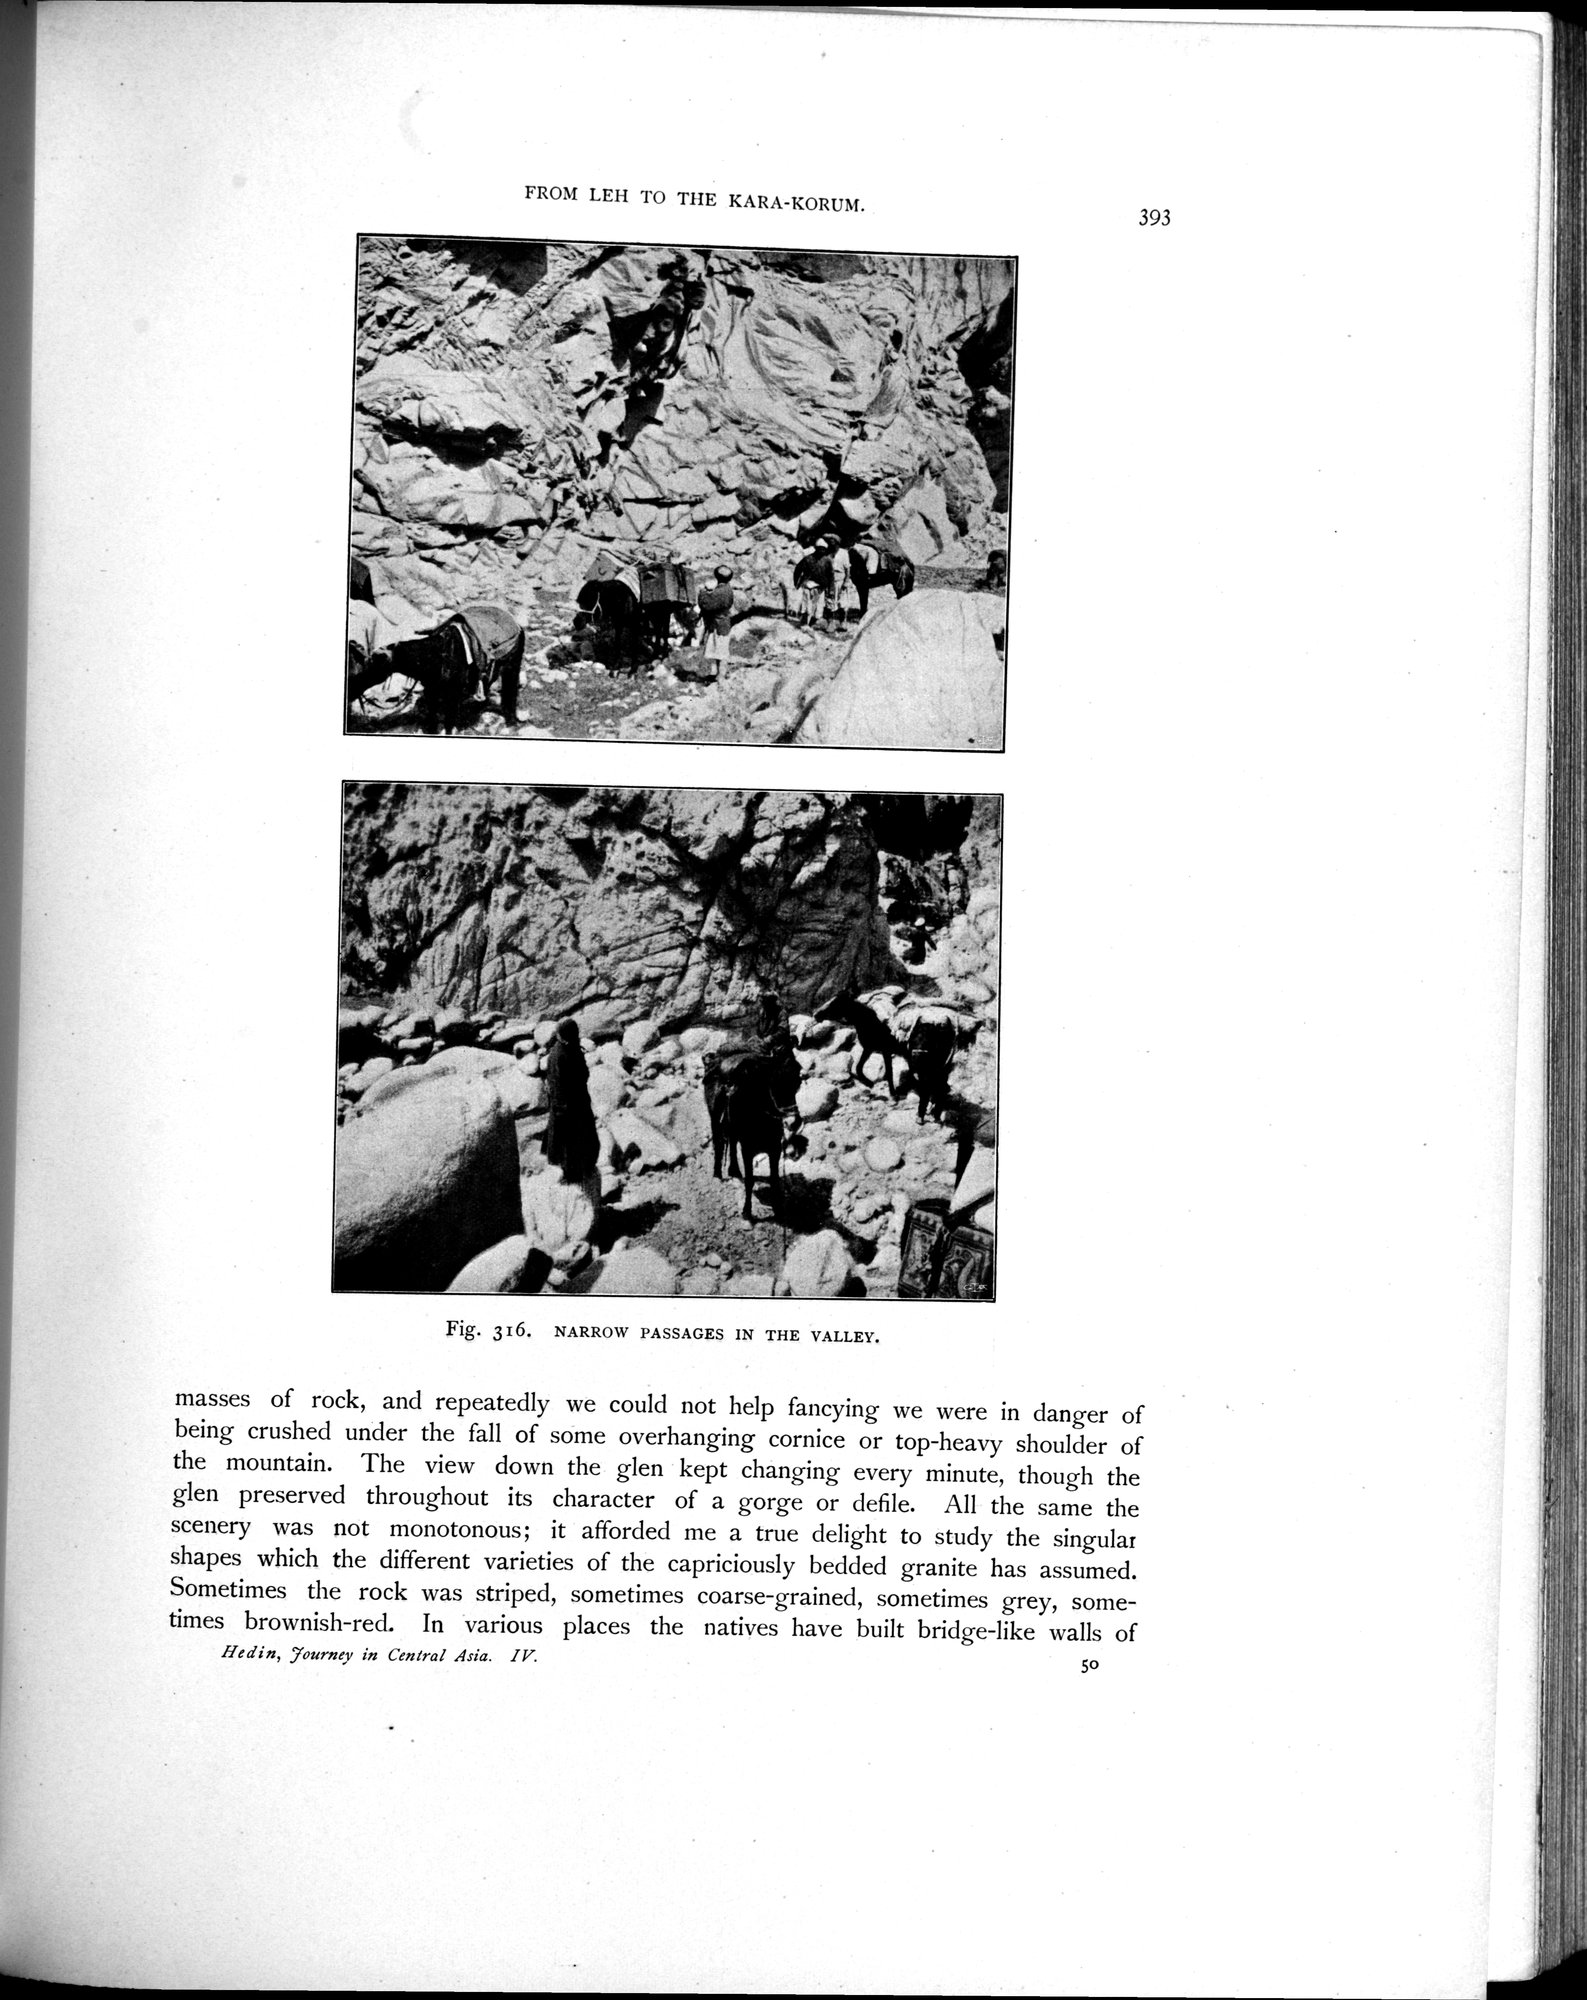 FROM LEH TO THE KARA-KORUM.
393
Fig. 316. NARROW PASSAGES IN THE VALLEY.
masses of rock, and repeatedly we could not help fancying we were in danger of
being crushed under the fall of some overhanging cornice or top-heavy shoulder of
the mountain. The view down the glen kept changing every minute, though the
glen preserved throughout its character of a gorge or defile. All the same the
scenery was not monotonous; it afforded me a true delight to study the singular
shapes which the different varieties of the capriciously bedded granite has assumed.
Sometimes the rock was striped, sometimes coarse-grained, sometimes grey, some-
times brownish-red. In various places the natives have built bridge-like walls of
Hedin, Journey in Central Asia. IV.
50